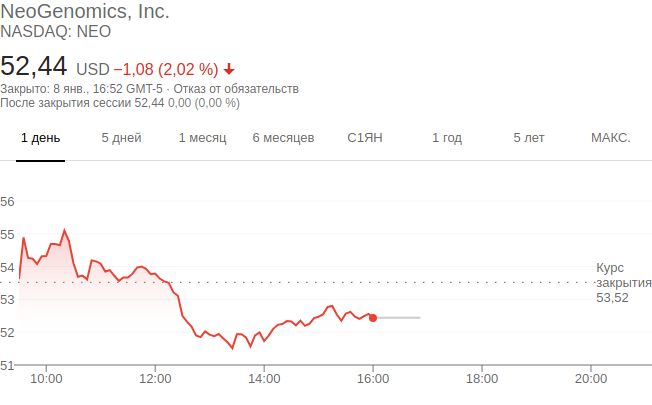 NeoGenomics, Inc.
NASDAQ: NEO
52,44 USD −1,08 (2,02 %)
Закрыто: 8 янв., 16:52 GMT-5 · Отказ от обязательств
После закрытия сессии 52,44 0,00 (0,00 %)
1 день 5 дней 1 месяц 6 месяцев С1ЯН 1 год 5 лет МАКС.
56
55
54
Курс
закрытия
53,52
53
52
51
10:00 12:00 14:00 16:00 18:00 20:00